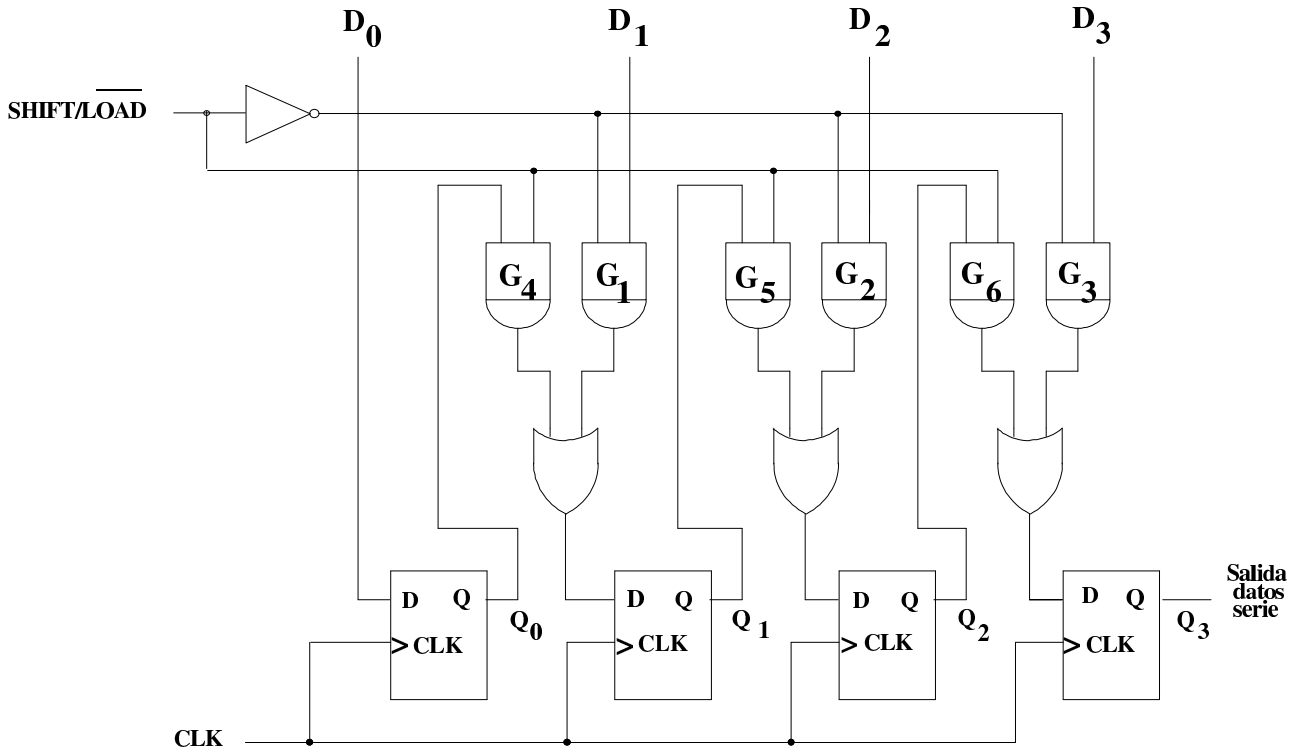 D0 D1 D2 D3
SHIFT/LOAD
G4 G1 G5 G2 G6 G3
Salida
datos
serie
D Q D Q D Q D Q
Q0 Q1 Q2 Q3
> CLK > CLK > CLK > CLK
CLK